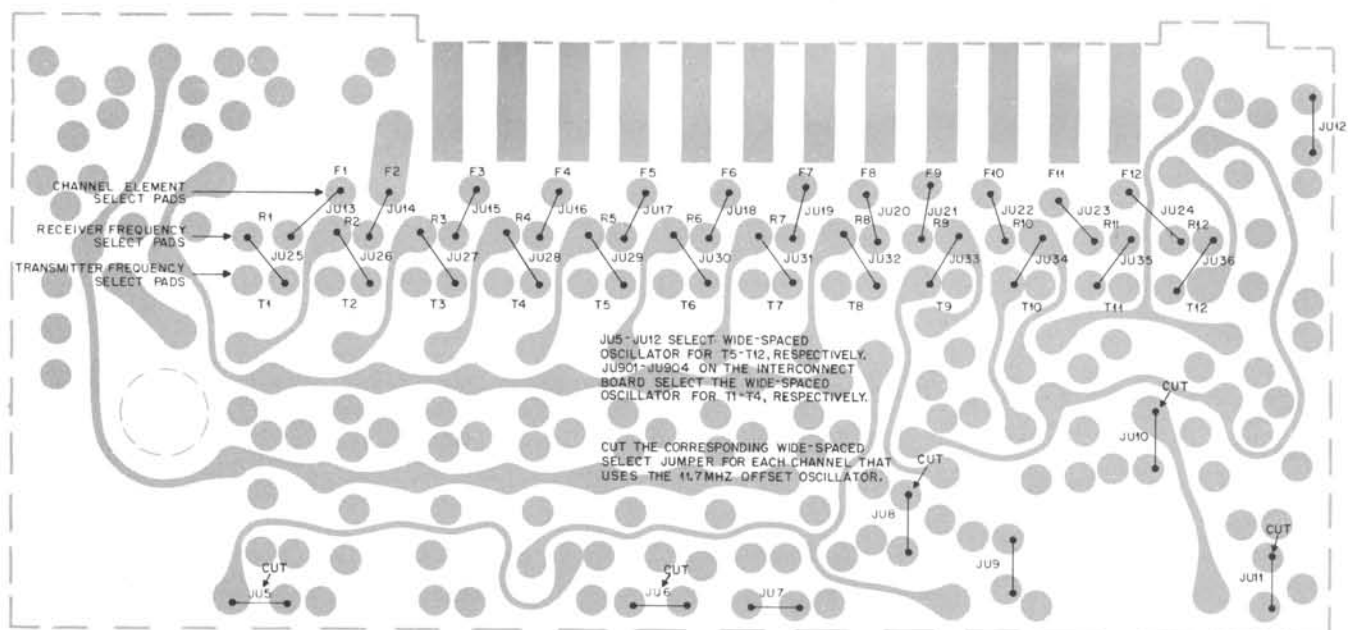 JU12
F1
F2
F3
F4
F5
F6
F7
F8
F9
F10
F11
F12
CHANNEL ELEMENT
SELECT PADS
JU13
JU14
JU15
JU16
JU17
JU18
JU19
JU20
JU21
JU22
JU23
JU24
R1
R2
R3
R4
R5
R6
R7
R8
R9
R10
R11
R12
RECEIVER FREQUENCY
SELECT PADS
JU25
JU26
JU27
JU28
JU29
JU30
JU31
JU32
JU33
JU34
JU35
JU36
TRANSMITTER FREQUENCY
SELECT PADS
T1
T2
T3
T4
T5
T6
T7
T8
T9
T10
T11
T12
JU5-JU12 SELECT WIDE-SPACED
OSCILLATOR FOR T5-T12, RESPECTIVELY.
JU901-JU904 ON THE INTERCONNECT
BOARD SELECT THE WIDE-SPACED
OSCILLATOR FOR T1-T4, RESPECTIVELY.
CUT THE CORRESPONDING WIDE-SPACED
SELECT JUMPER FOR EACH CHANNEL THAT
USES THE 11.7MHZ OFFSET OSCILLATOR.
CUT
JU10
CUT
JU8
JU9
CUT
JU11
CUT
JU5
CUT
JU6
JU7